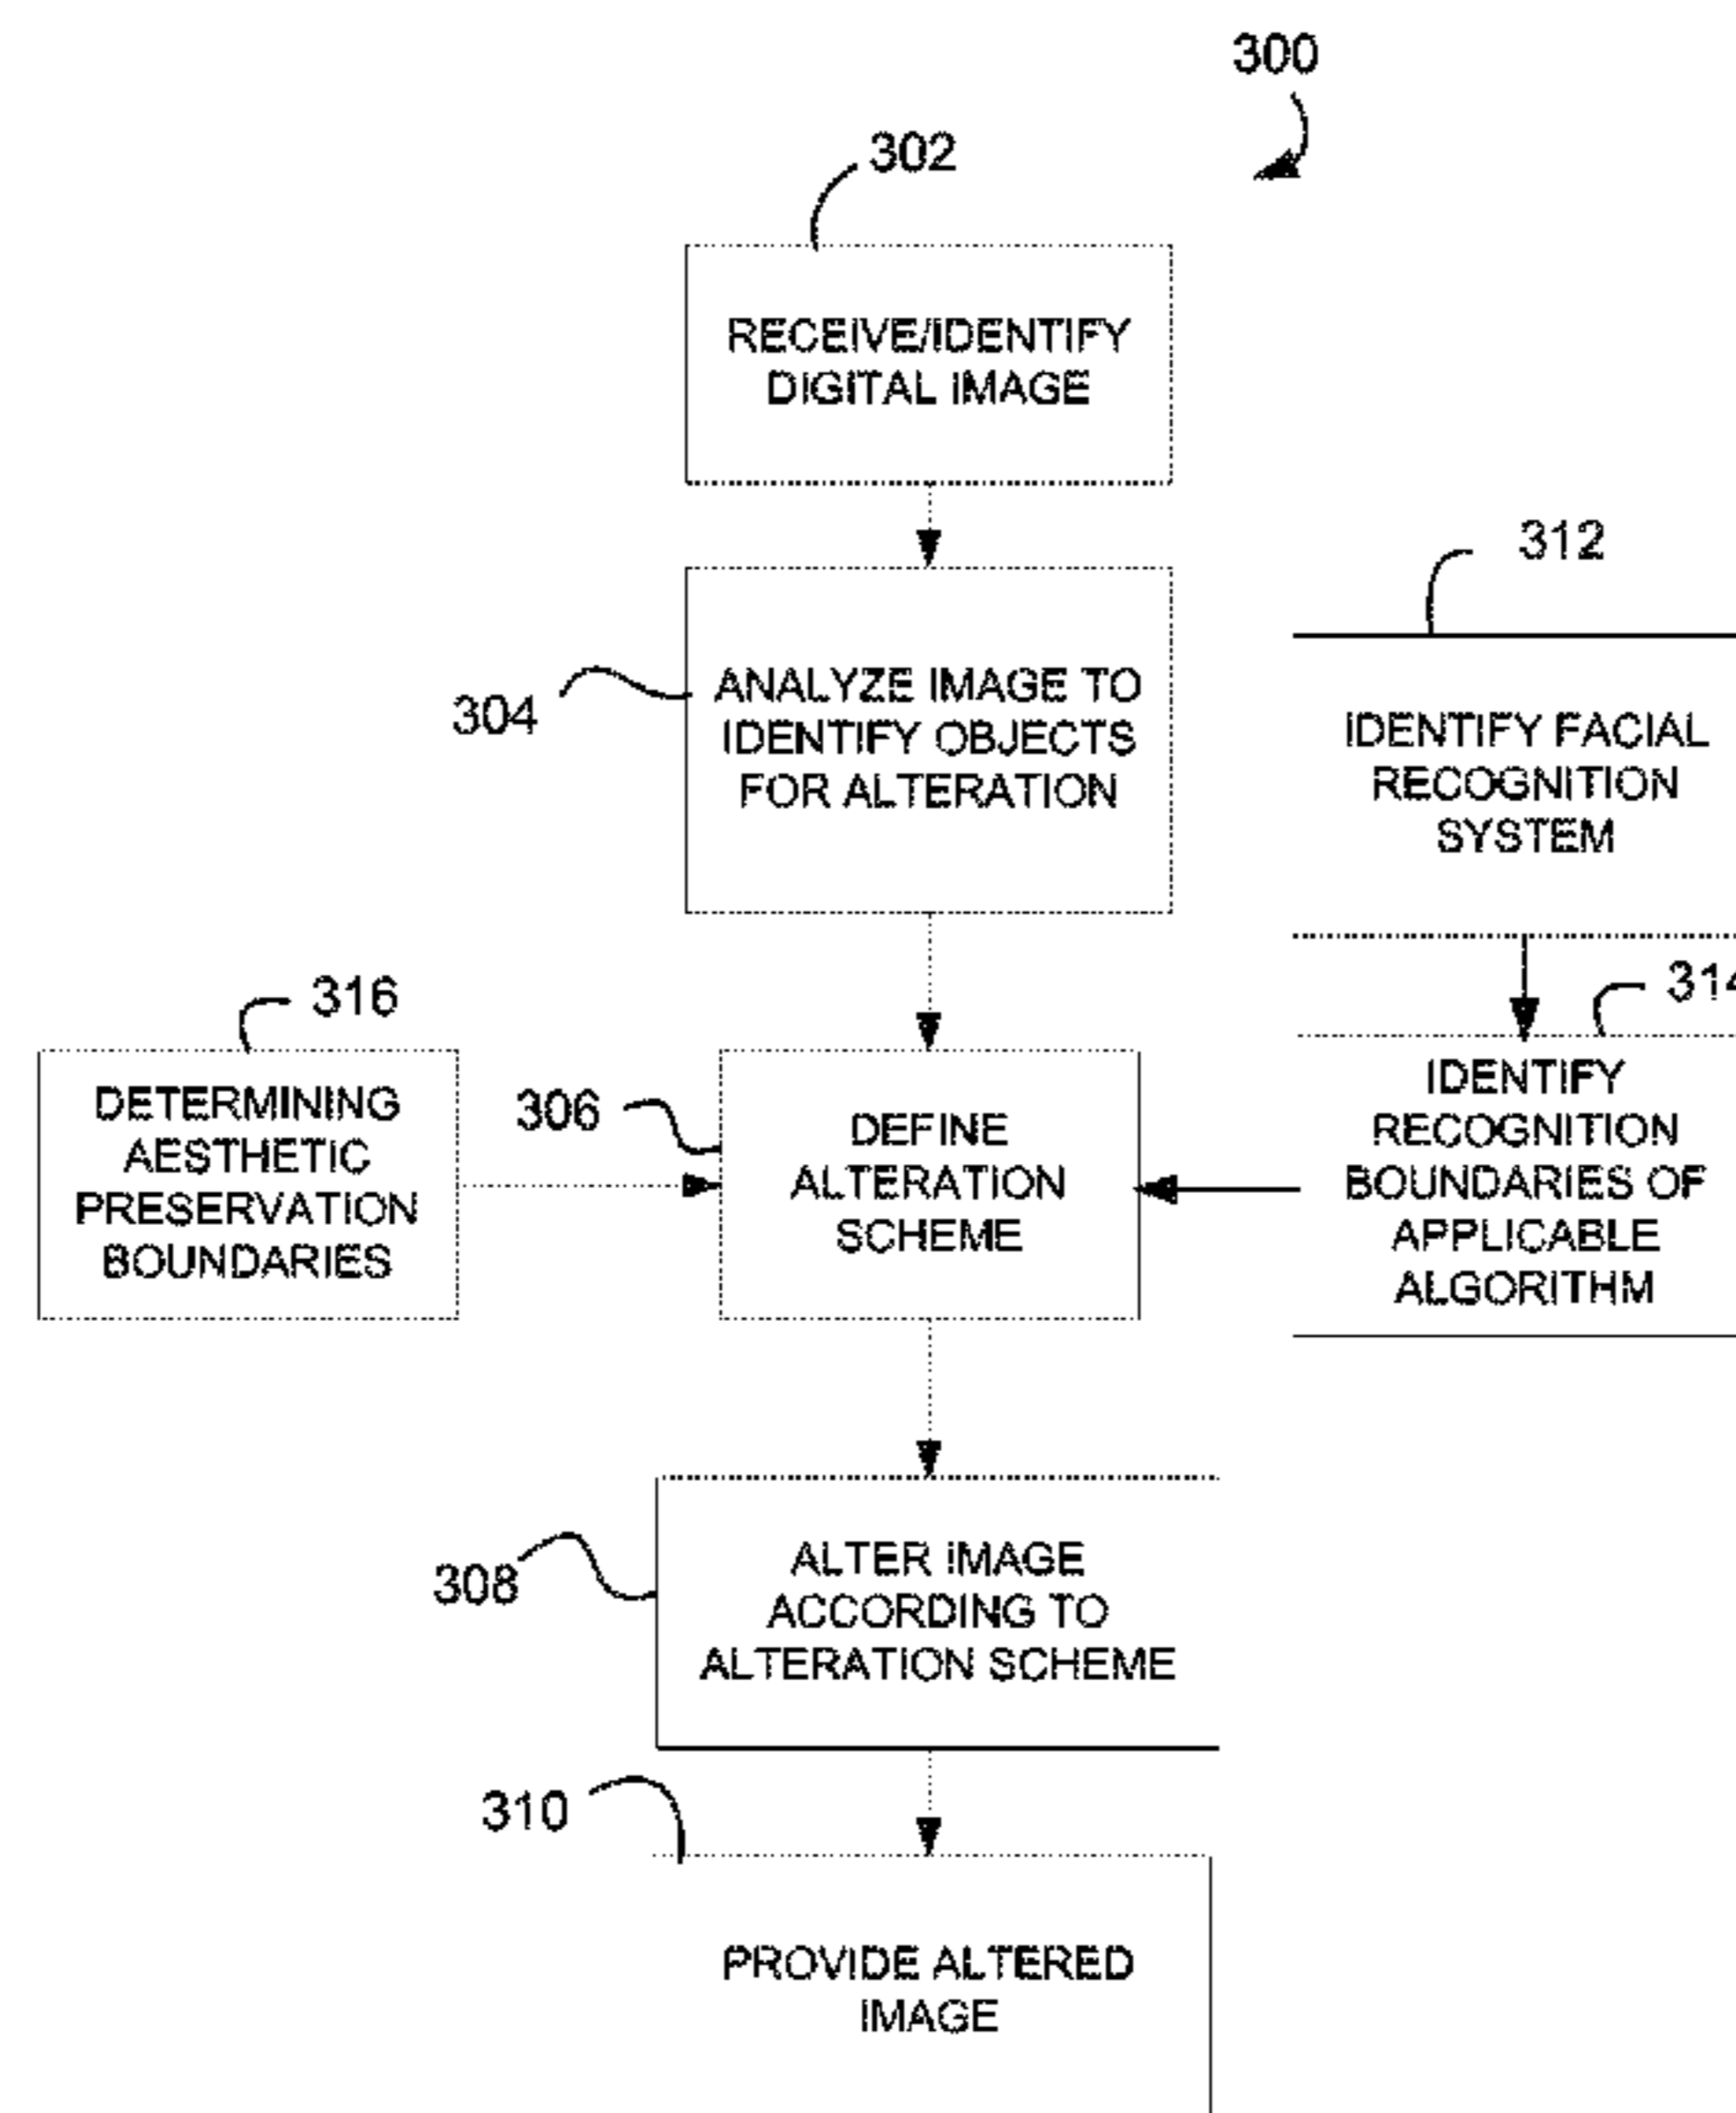 300
302
RECEIVE/IDENTIFY
DIGITAL IMAGE
304
ANALYZE IMAGE TO
IDENTIFY OBJECTS
FOR ALTERATION
312
IDENTIFY FACIAL
RECOGNITION
SYSTEM
316
DETERMINING
AESTHETIC
PRESERVATION
BOUNDARIES
306
DEFINE
ALTERATION
SCHEME
314
IDENTIFY
RECOGNITION
BOUNDARIES OF
APPLICABLE
ALGORITHM
308
ALTER IMAGE
ACCORDING TO
ALTERATION SCHEME
310
PROVIDE ALTERED
IMAGE